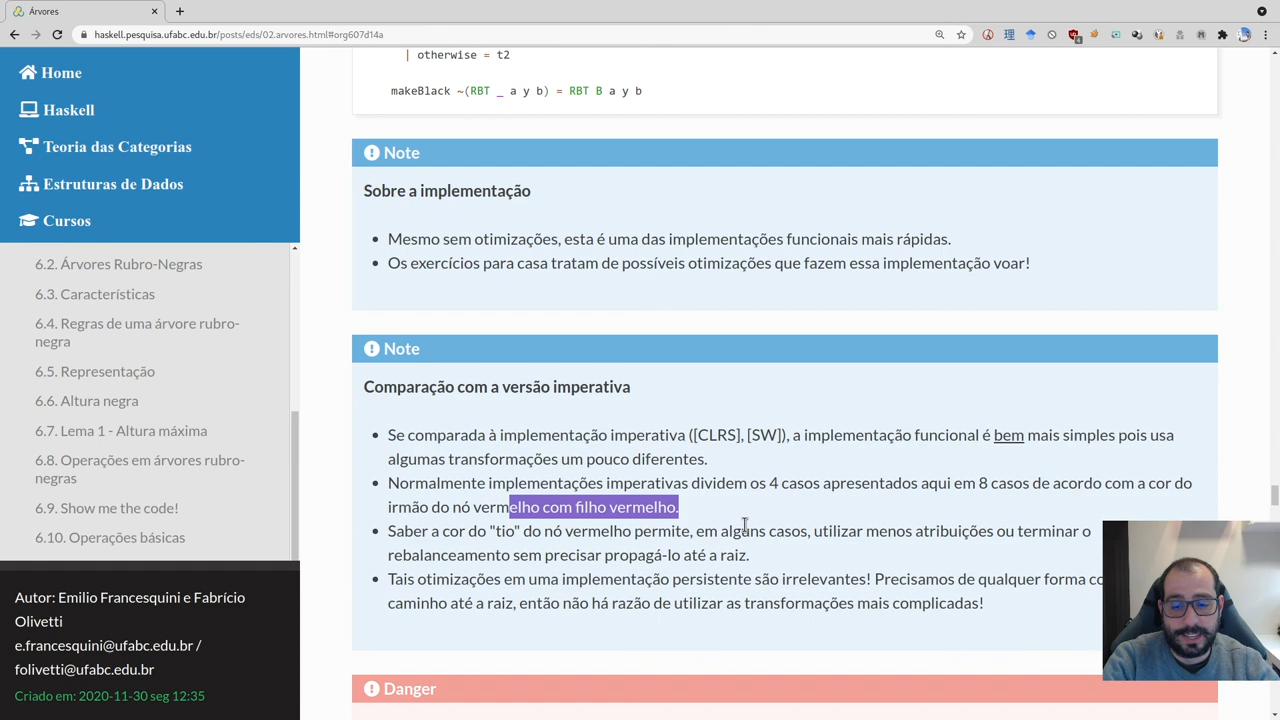 Árvores
haskell.pesquisa.ufabc.edu.br/posts/eds/02.arvores.html#org607d14a
Home
Haskell
Teoria das Categorias
Estruturas de Dados
Cursos
6.2. Árvores Rubro-Negras
6.3. Características
6.4. Regras de uma árvore rubro-
negra
6.5. Representação
6.6. Altura negra
6.7. Lema 1 - Altura máxima
6.8. Operações em árvores rubro-
negras
6.9. Show me the code!
6.10. Operações básicas
Autor: Emilio Francesquini e Fabrício
Olivetti
e.francesquini@ufabc.edu.br /
folivetti@ufabc.edu.br
Criado em: 2020-11-30 seg 12:35
| otherwise = t2
makeBlack ~(RBT _ a y b) = RBT B a y b
Note
Sobre a implementação
• Mesmo sem otimizações, esta é uma das implementações funcionais mais rápidas.
• Os exercícios para casa tratam de possíveis otimizações que fazem essa implementação voar!
Note
Comparação com a versão imperativa
• Se comparada à implementação imperativa ([CLRS], [SW]), a implementação funcional é bem mais simples pois usa
algumas transformações um pouco diferentes.
• Normalmente implementações imperativas dividem os 4 casos apresentados aqui em 8 casos de acordo com a cor do
irmão do nó vermelho com filho vermelho.
• Saber a cor do "tio" do nó vermelho permite, em alguns casos, utilizar menos atribuições ou terminar o
rebalanceamento sem precisar propagá-lo até a raiz.
• Tais otimizações em uma implementação persistente são irrelevantes! Precisamos de qualquer forma co
caminho até a raiz, então não há razão de utilizar as transformações mais complicadas!
Danger